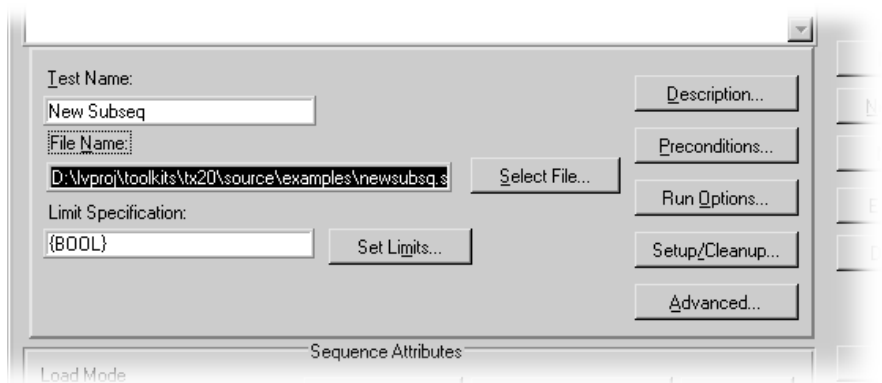 Test Name:
New Subseq
File Name:
D:\lvproj\toolkits\tx20\source\examples\newsubsq.s
Select File...
Limit Specification:
{BOOL}
Set Limits...
Description...
Preconditions...
Run Options...
Setup/Cleanup...
Advanced...
Sequence Attributes
Load Mode